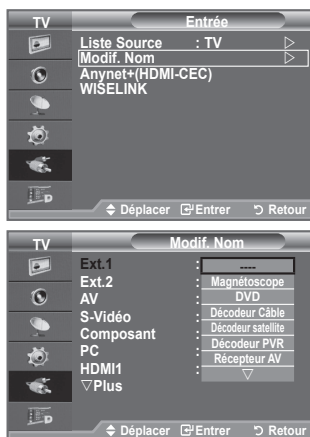 TV Entrée
Liste Source : TV ▷
Modif. Nom ▷
Anynet+(HDMI-CEC)
WISELINK
Déplacer Entrer Retour
TV Modif. Nom
Ext.1 : ----
Ext.2 : Magnétoscope
AV : DVD
S-Vidéo : Décodeur Câble
Composant : Décodeur satellite
PC : Décodeur PVR
HDMI1 : Récepteur AV
▽Plus ▽
Déplacer Entrer Retour